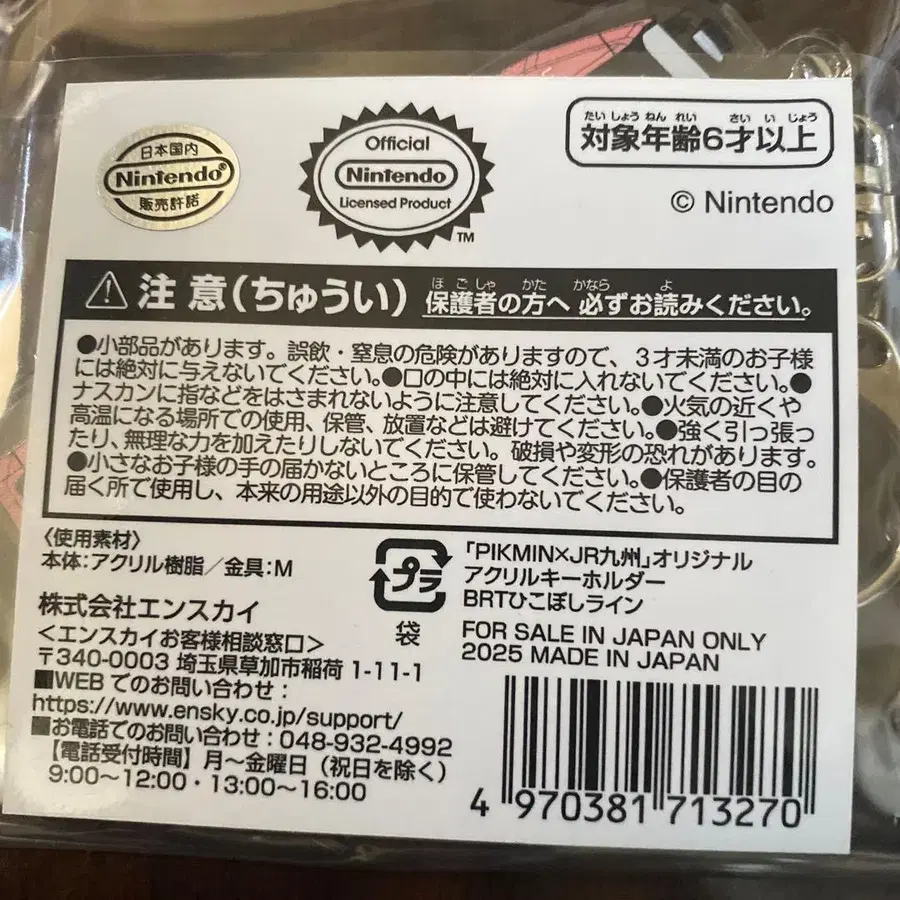 日本国内
Nintendo®
販売許諾
Official
Nintendo
Licensed Product
TM
たいしょうねんれい さいいじょう
対象年齢6才以上
© Nintendo
ほごしゃ かた かなら よ
注意(ちゅうい) 保護者の方へ 必ずお読みください。
●小部品があります。誤飲・窒息の危険がありますので、3才未満のお子様
には絶対に与えないでください。●口の中には絶対に入れないでください。●
ナスカンに指などをはさまれないように注意してください。●火気の近くや
高温になる場所での使用、保管、放置などは避けてください。●強く引っ張っ
たり、無理な力を加えたりしないでください。破損や変形の恐れがあります。
●小さなお子様の手の届かないところに保管してください。●保護者の目の
届く所で使用し、本来の用途以外の目的で使わないでください。
〈使用素材〉
本体:アクリル樹脂/金具:M
株式会社エンスカイ
<エンスカイお客様相談窓口>
〒340-0003 埼玉県草加市稲荷 1-11-1
■WEB でのお問い合わせ:
https://www.ensky.co.jp/support/
■お電話でのお問い合わせ:048-932-4992
【電話受付時間】月~金曜日(祝日を除く)
9:00~12:00・13:00~16:00
プラ
袋
「PIKMIN×JR九州」オリジナル
アクリルキーホルダー
BRTひこぼしライン
FOR SALE IN JAPAN ONLY
2025 MADE IN JAPAN
4 970381 713270